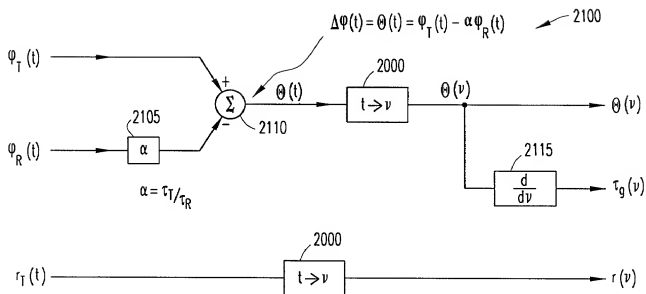 Δφ(t) = Θ(t) = φ_T(t) − αφ_R(t)
2100
φ_T(t)
+
2000
Θ(t)
t→ν
Θ(ν)
Θ(ν)
Σ
2105
−
2110
φ_R(t)
α
2115
d/dν
τ_g(ν)
α = τ_T/τ_R
2000
r_T(t)
t→ν
r(ν)